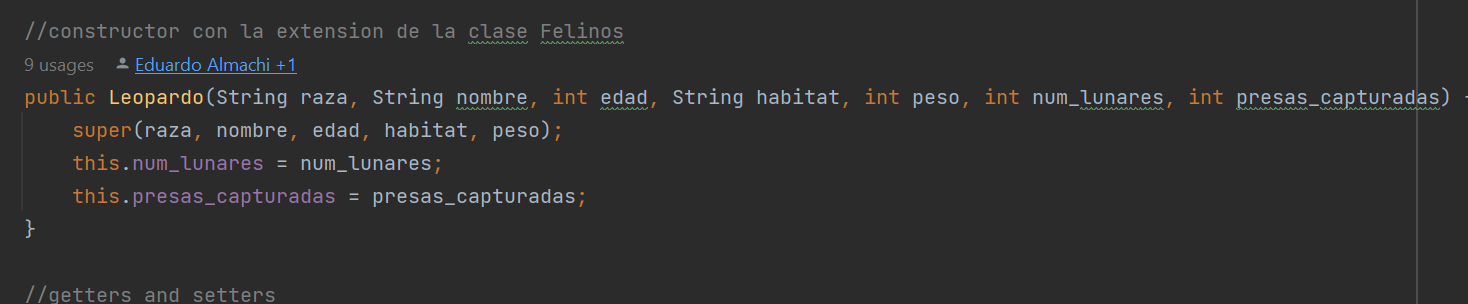 //constructor con la extension de la clase Felinos
9 usages Eduardo Almachi +1
public Leopardo(String raza, String nombre, int edad, String habitat, int peso, int num_lunares, int presas_capturadas)
super(raza, nombre, edad, habitat, peso);
this.num_lunares = num_lunares;
this.presas_capturadas = presas_capturadas;
}
//getters and setters